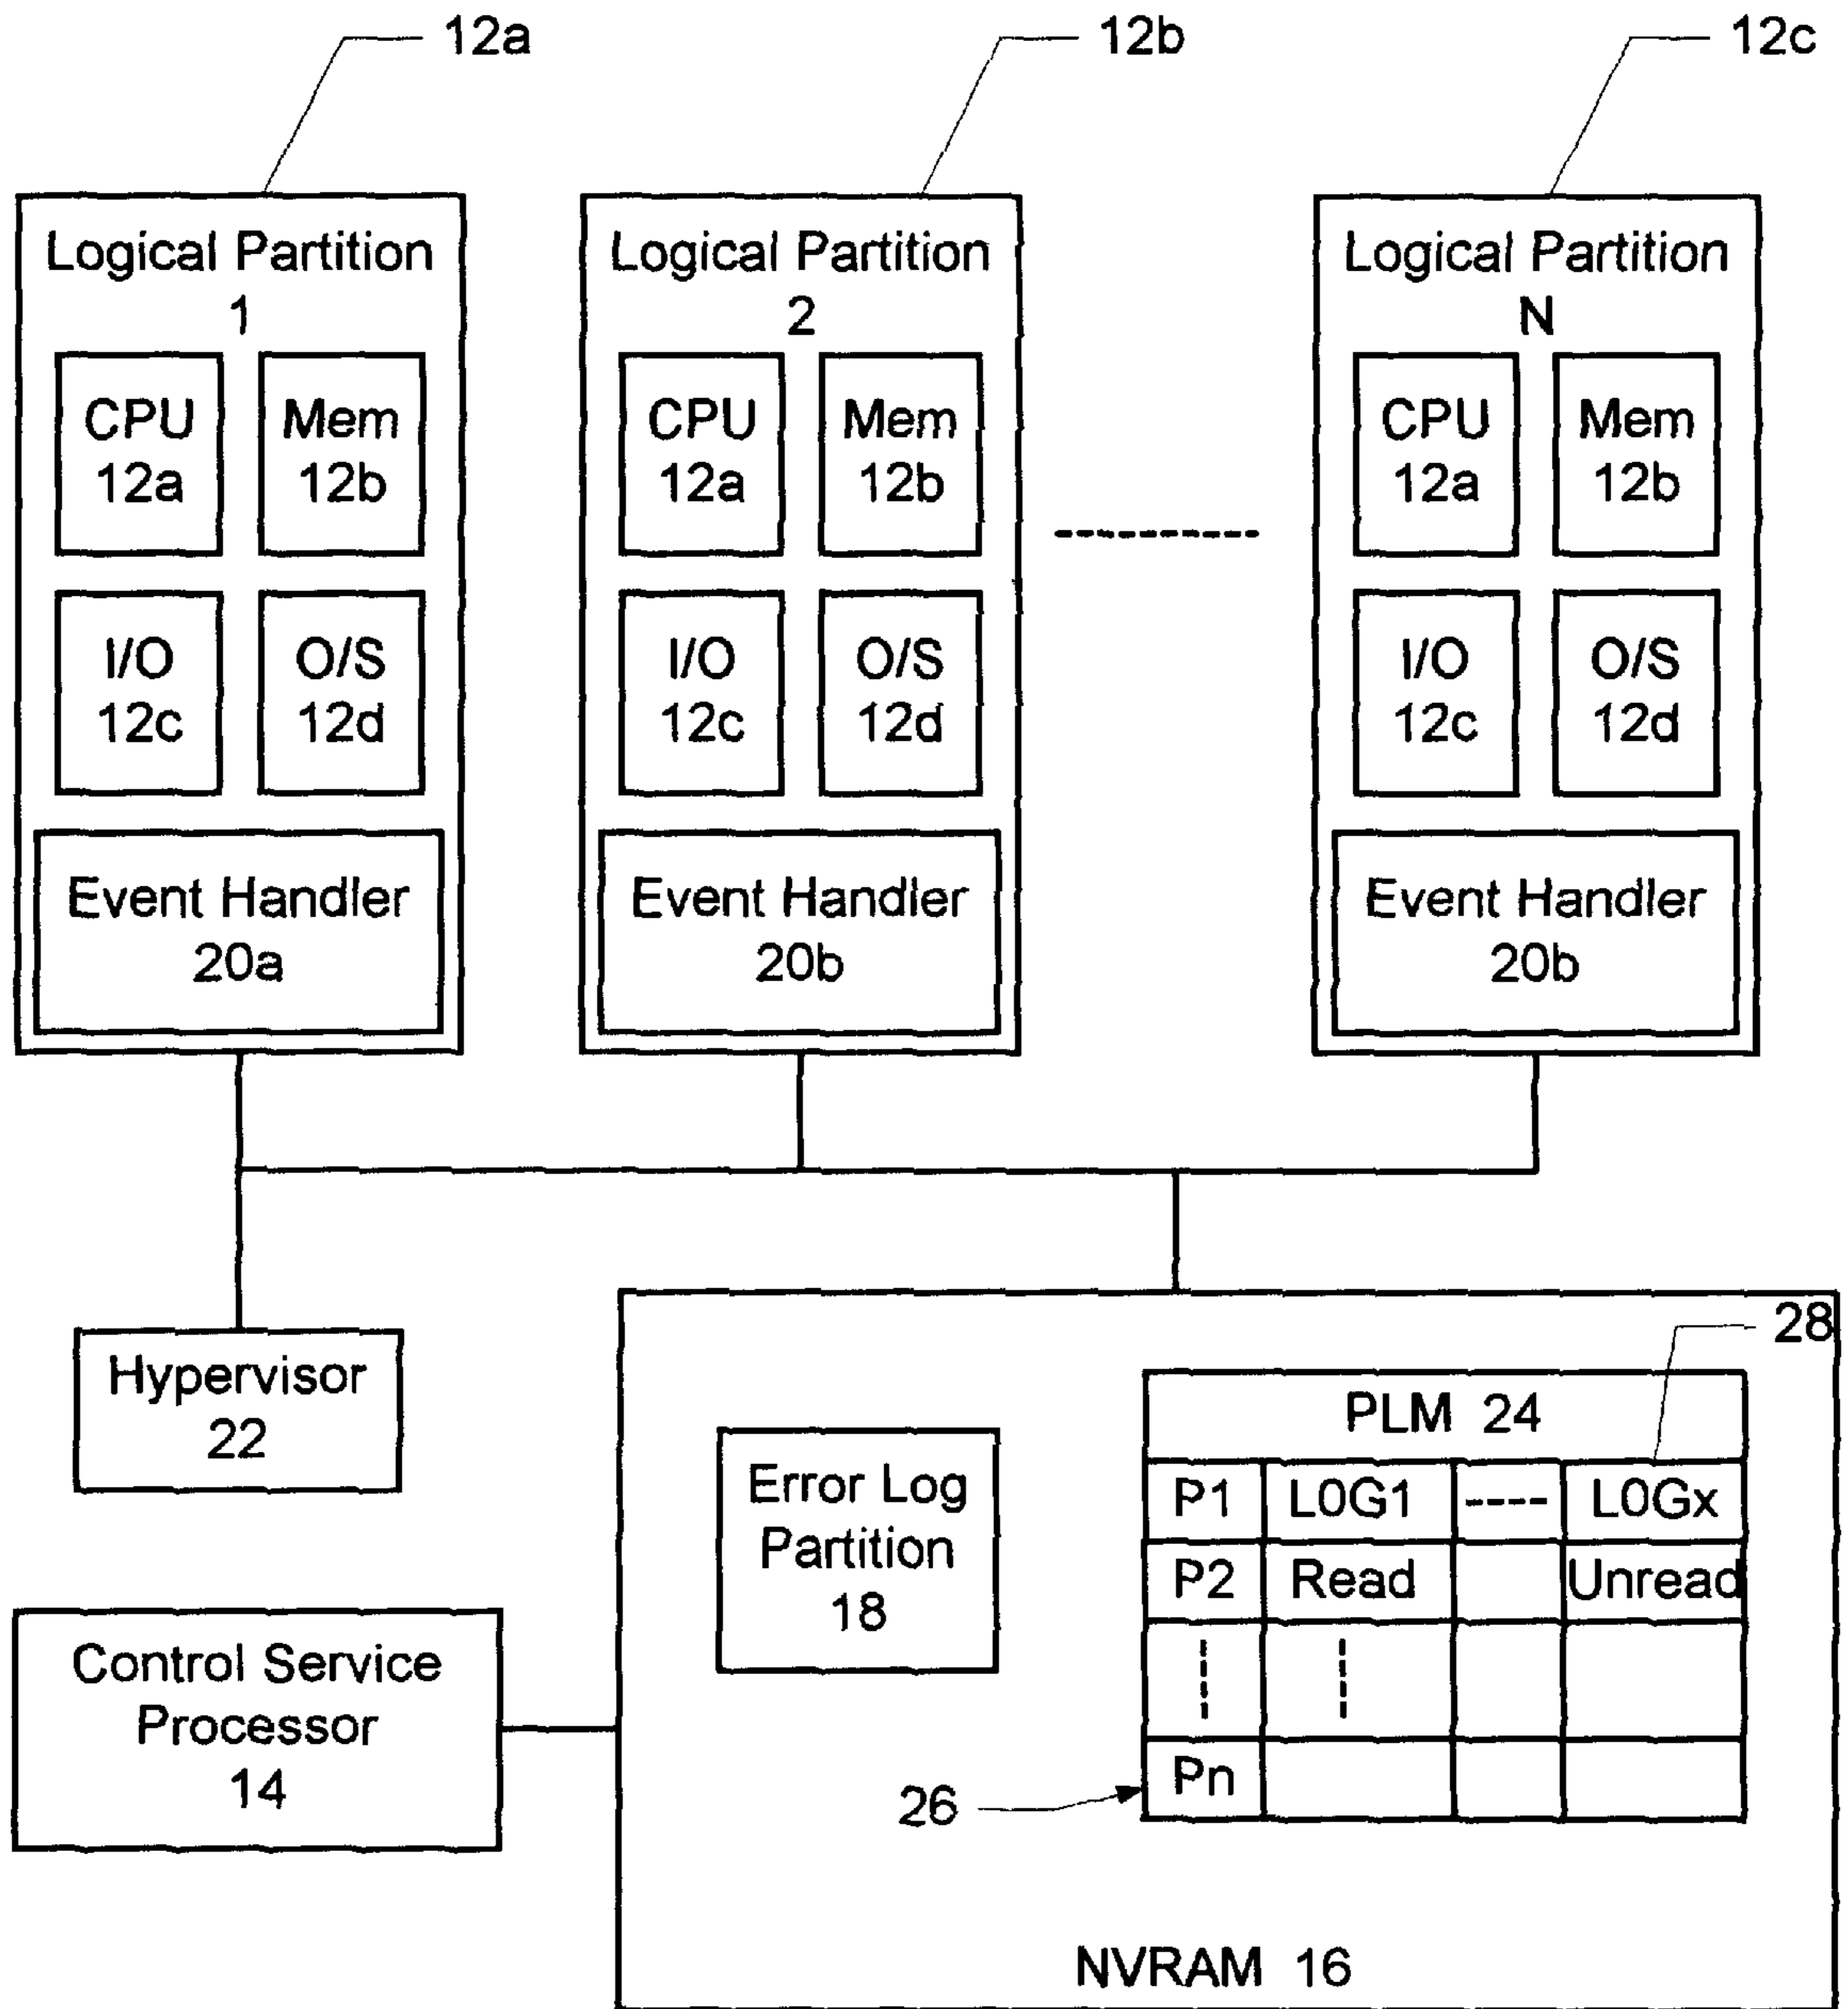 12a
12b
12c
Logical Partition
1
CPU
12a
Mem
12b
I/O
12c
O/S
12d
Event Handler
20a
Logical Partition
2
CPU
12a
Mem
12b
I/O
12c
O/S
12d
Event Handler
20b
Logical Partition
N
CPU
12a
Mem
12b
I/O
12c
O/S
12d
Event Handler
20b
Hypervisor
22
Control Service
Processor
14
Error Log
Partition
18
28
PLM 24
P1 L0G1 ---- L0Gx
P2 Read Unread
Pn
26
NVRAM 16